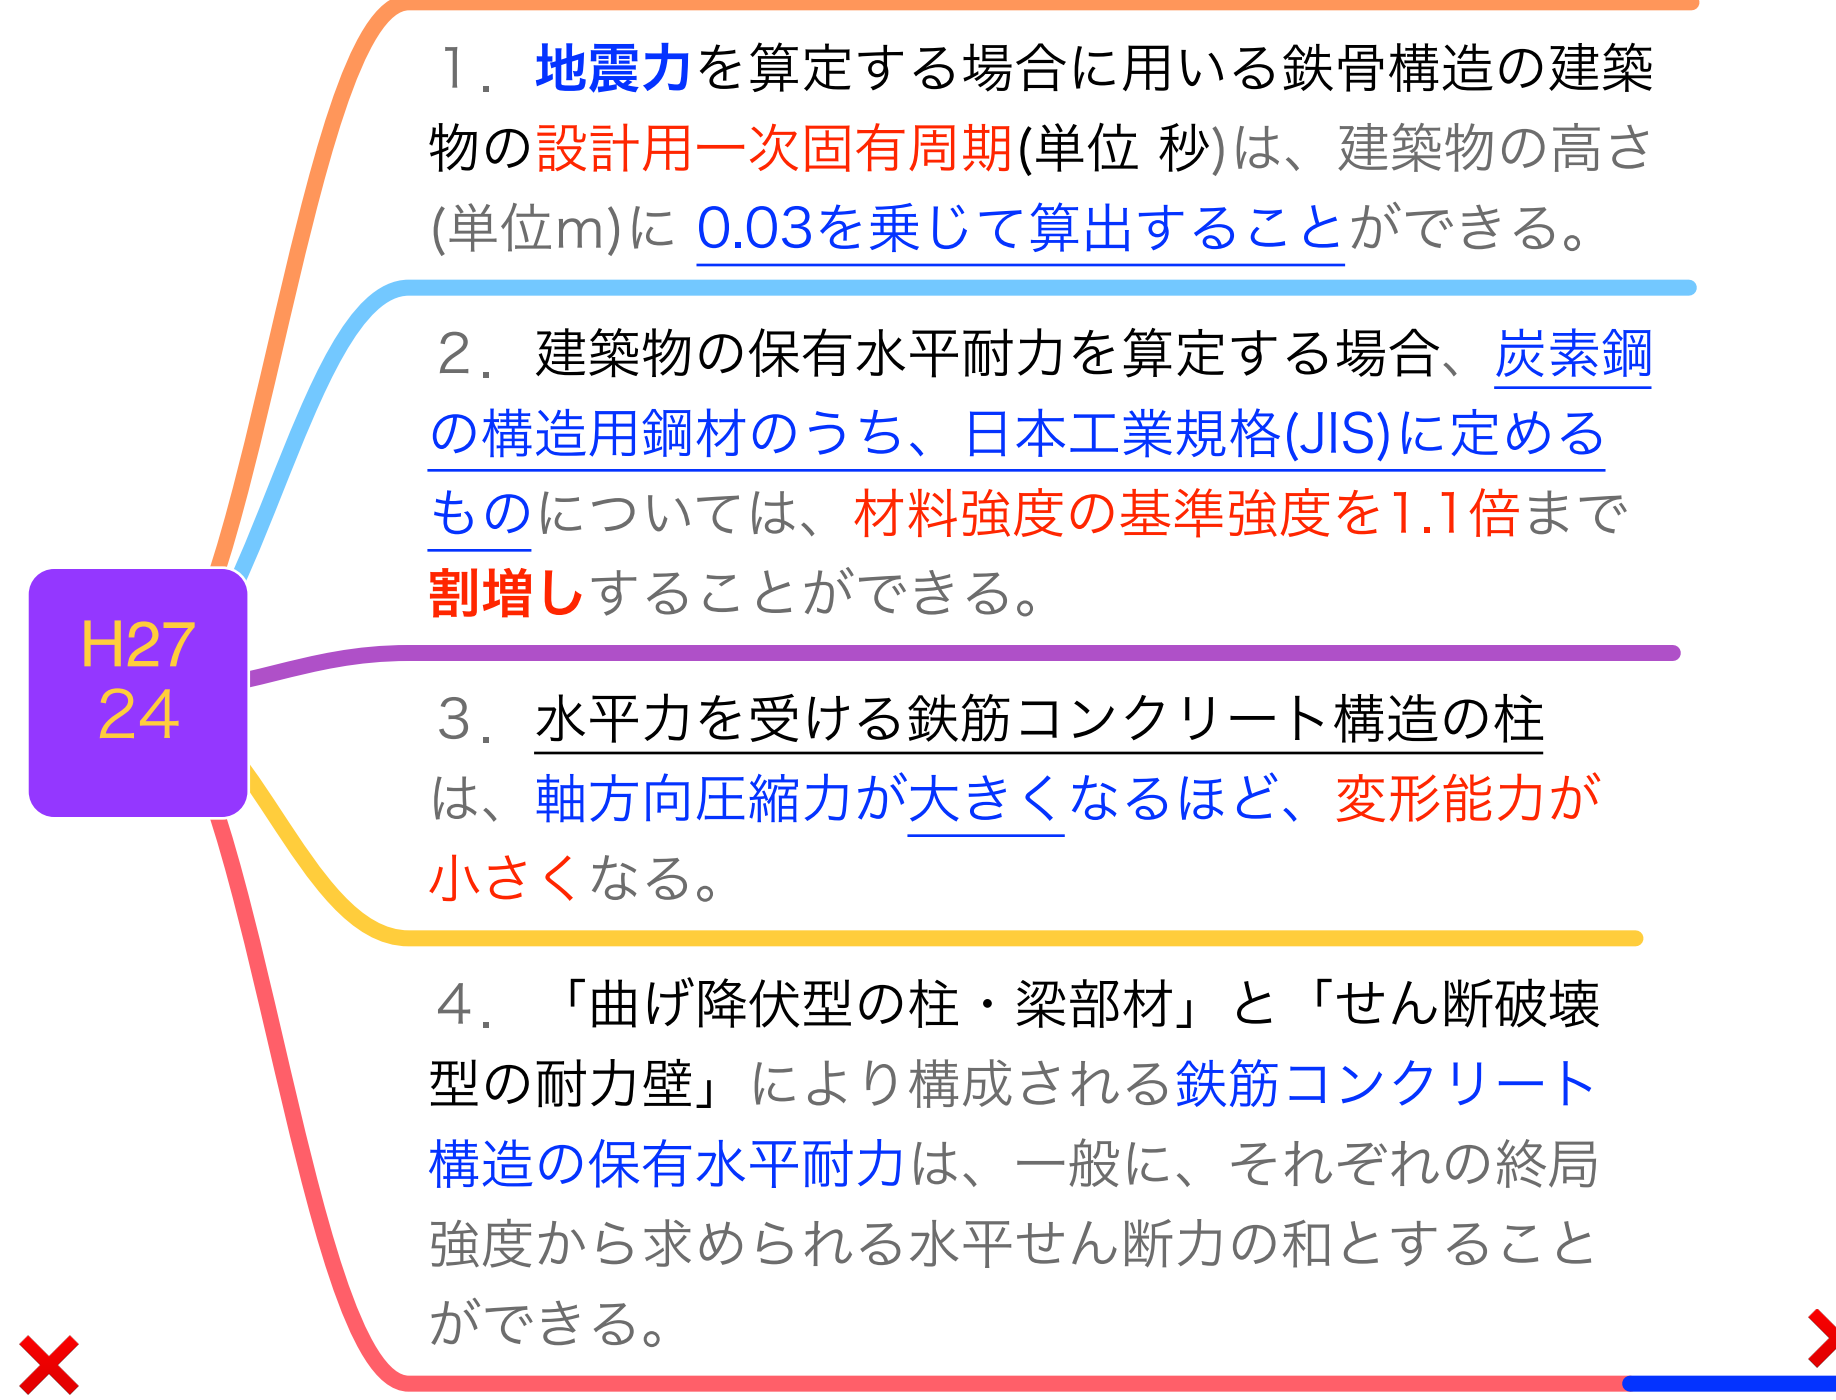 1. 地震力を算定する場合に用いる鉄骨構造の建築
物の設計用一次固有周期(単位 秒)は、建築物の高さ
(単位m)に 0.03を乗じて算出することができる。
2. 建築物の保有水平耐力を算定する場合、炭素鋼
の構造用鋼材のうち、日本工業規格(JIS)に定める
ものについては、材料強度の基準強度を1.1倍まで
割増しすることができる。
H27
24
3. 水平力を受ける鉄筋コンクリート構造の柱
は、軸方向圧縮力が大きくなるほど、変形能力が
小さくなる。
4. 「曲げ降伏型の柱・梁部材」と「せん断破壊
型の耐力壁」により構成される鉄筋コンクリート
構造の保有水平耐力は、一般に、それぞれの終局
強度から求められる水平せん断力の和とすること
ができる。